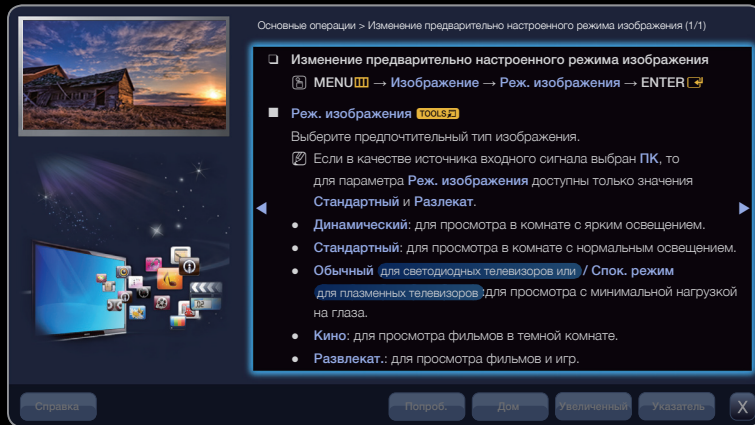 Основные операции > Изменение предварительно настроенного режима изображения (1/1)
❑ Изменение предварительно настроенного режима изображения
MENU → Изображение → Реж. изображения → ENTER
■ Реж. изображения TOOLS
Выберите предпочтительный тип изображения.
Если в качестве источника входного сигнала выбран ПК, то
для параметра Реж. изображения доступны только значения
Стандартный и Разлекат.
● Динамический: для просмотра в комнате с ярким освещением.
● Стандартный: для просмотра в комнате с нормальным освещением.
● Обычный для светодиодных телевизоров или / Спок. режим
для плазменных телевизоров :для просмотра с минимальной нагрузкой
на глаза.
● Кино: для просмотра фильмов в темной комнате.
● Развлекат.: для просмотра фильмов и игр.
Справка Попроб. Дом Увеличенный Указатель X